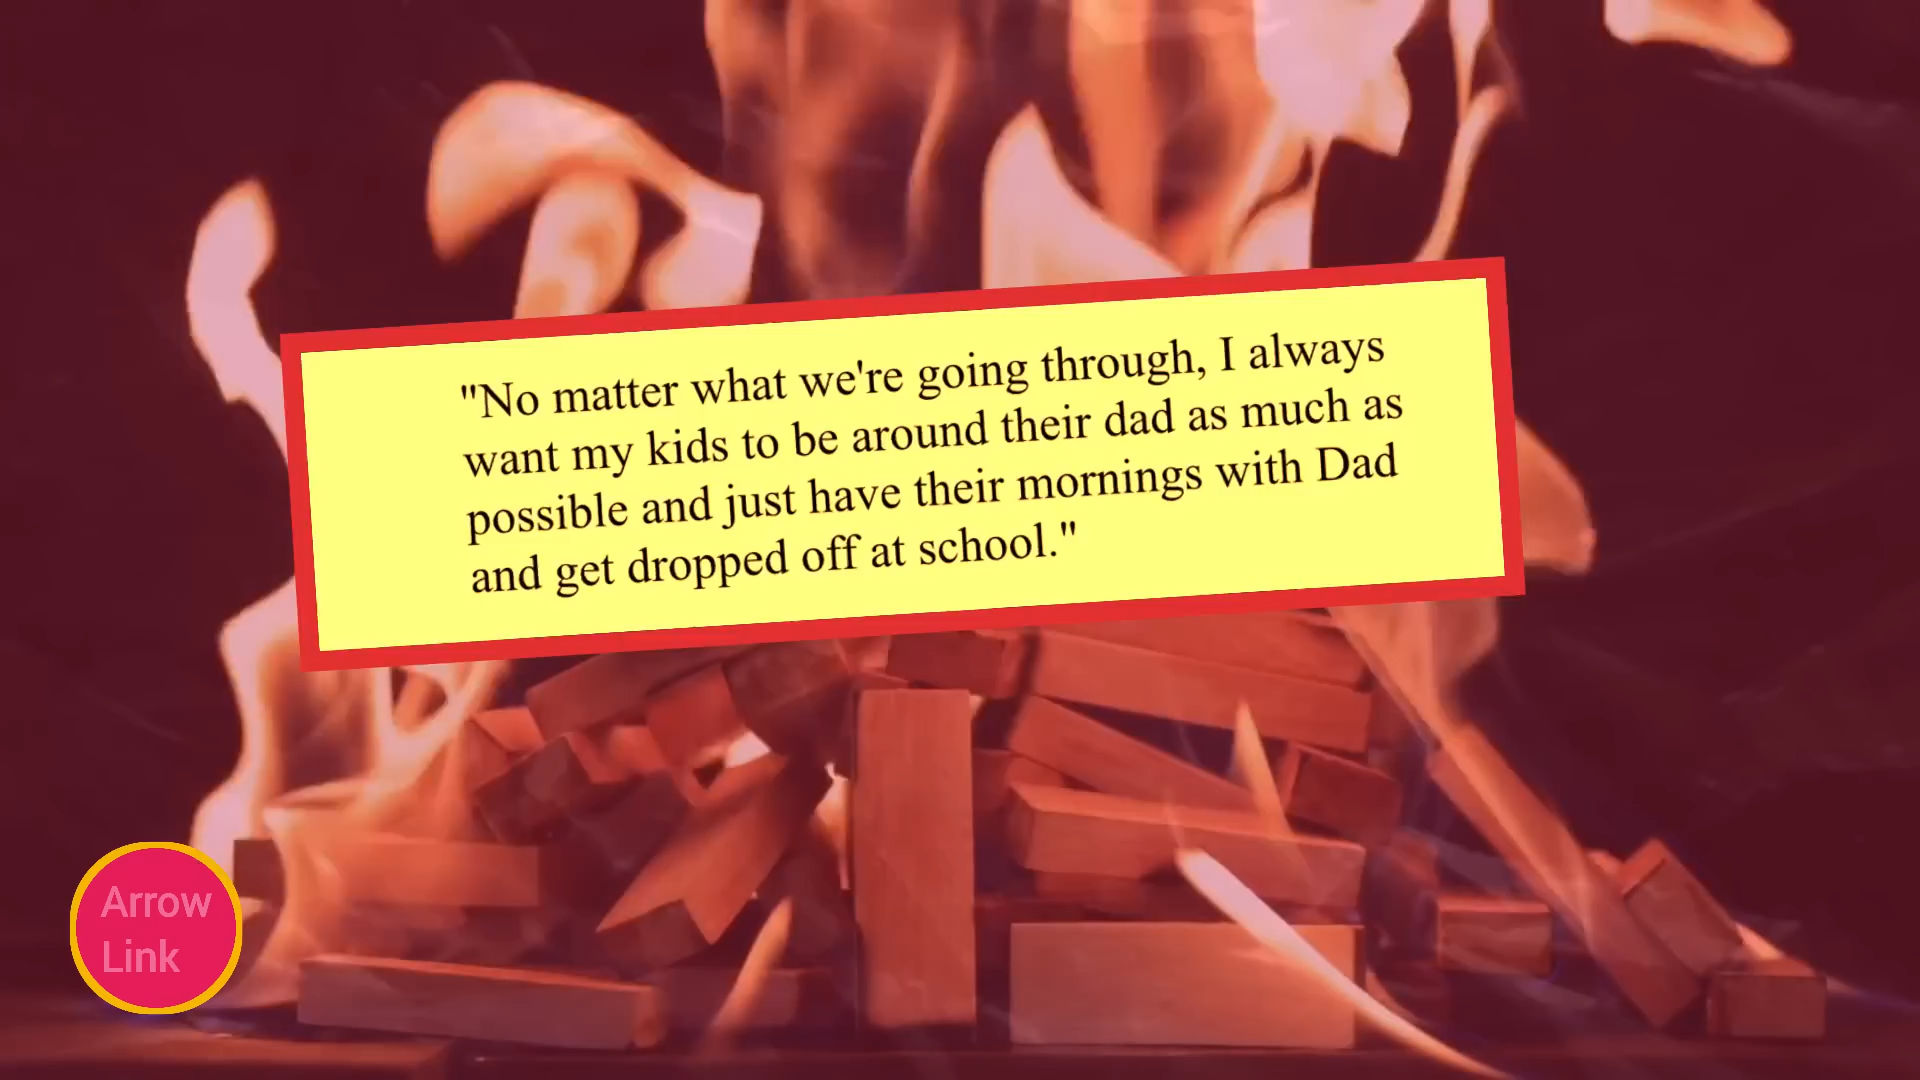 "No matter what we're going through, I always
want my kids to be around their dad as much as
possible and just have their mornings with Dad
and get dropped off at school."
Arrow
Link